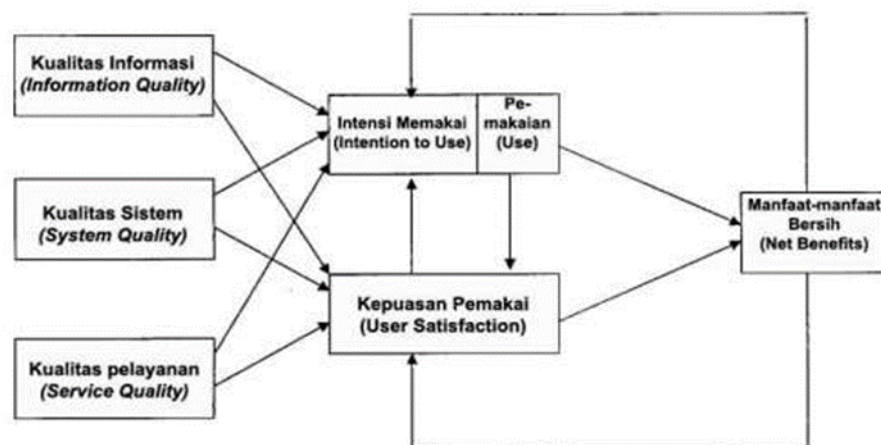 Kualitas Informasi
(Information Quality)
Intensi Memakai
(Intention to Use)
Pe-
makaian
(Use)
Kualitas Sistem
(System Quality)
Manfaat-manfaat
Bersih
(Net Benefits)
Kepuasan Pemakai
(User Satisfaction)
Kualitas pelayanan
(Service Quality)